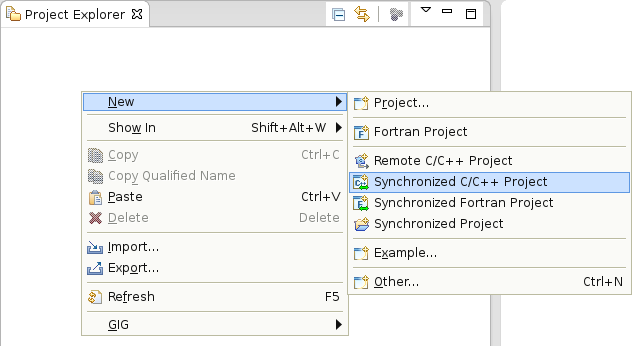 Project Explorer
New
Project...
Show In Shift+Alt+W
Fortran Project
Copy Ctrl+C
Remote C/C++ Project
Copy Qualified Name
Synchronized C/C++ Project
Paste Ctrl+V
Synchronized Fortran Project
Delete Delete
Synchronized Project
Import...
Example...
Export...
Other... Ctrl+N
Refresh F5
GIG